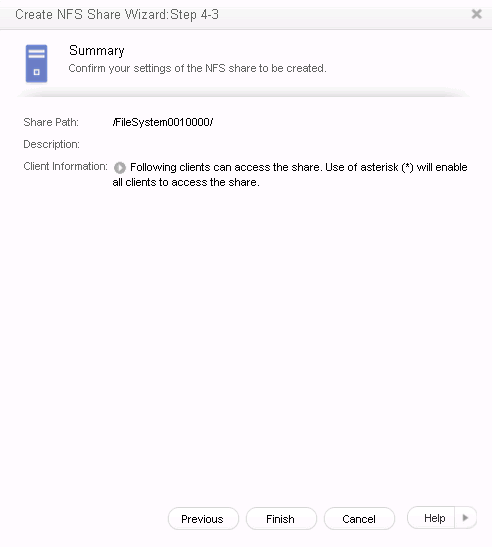 Create NFS Share Wizard:Step 4-3
Summary
Confirm your settings of the NFS share to be created.
Share Path: /FileSystem0010000/
Description:
Client Information: Following clients can access the share. Use of asterisk (*) will enable
all clients to access the share.
Previous Finish Cancel Help